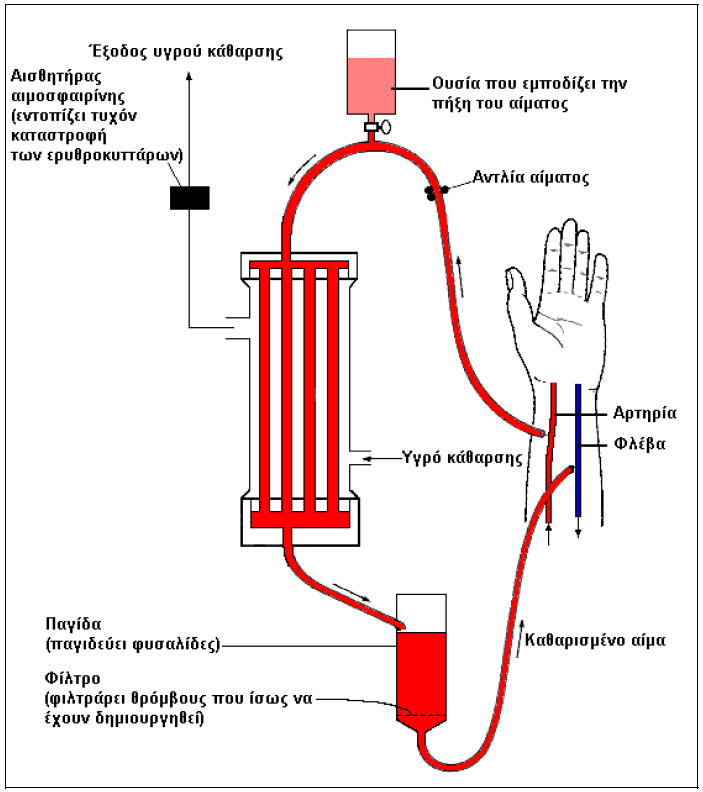 Έξοδος υγρού κάθαρσης
Αισθητήρας
αιμοσφαιρίνης
(εντοπίζει τυχόν
καταστροφή
των ερυθροκυττάρων)
Ουσία που εμποδίζει την
πήξη του αίματος
Αντλία αίματος
Αρτηρία
Φλέβα
Υγρό κάθαρσης
Παγίδα
(παγιδεύει φυσαλίδες)
Καθαρισμένο αίμα
Φίλτρο
(φιλτράρει θρόμβους που ίσως να
έχουν δημιουργηθεί)